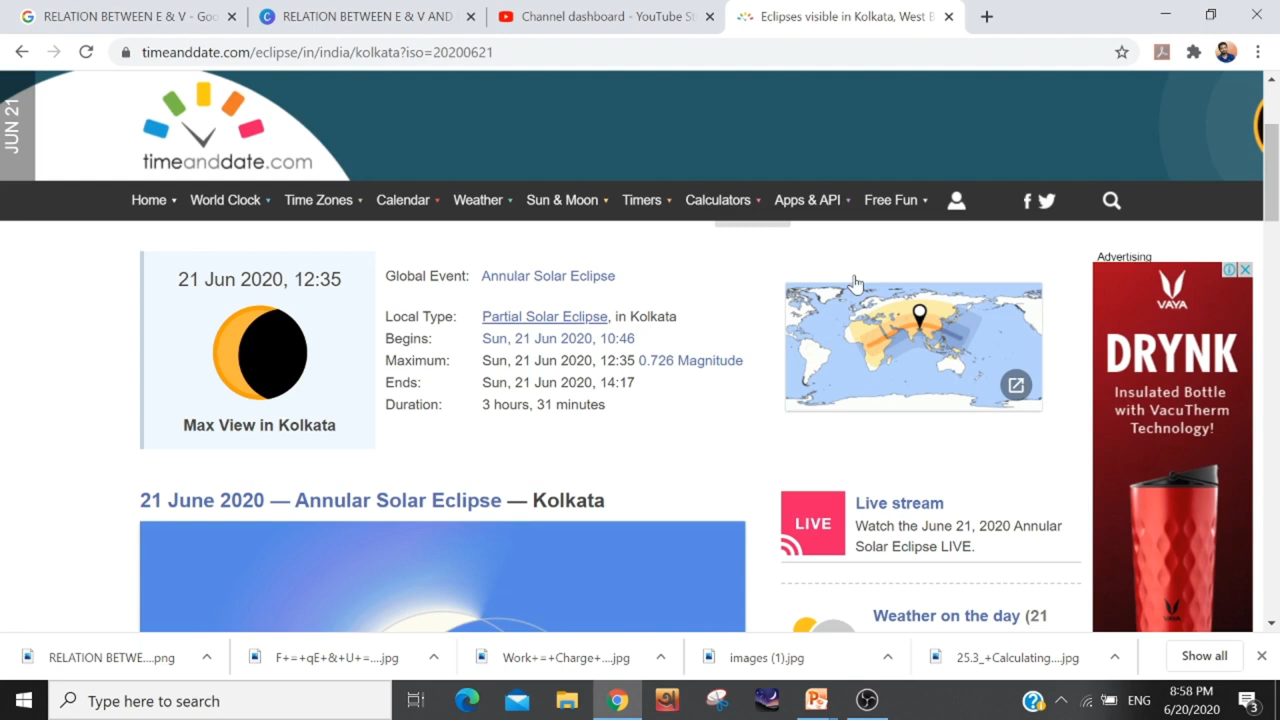 RELATION BETWEEN E & V - Goo
RELATION BETWEEN E & V AND
Channel dashboard - YouTube St
Eclipses visible in Kolkata, West B
timeanddate.com/eclipse/in/india/kolkata?iso=20200621
JUN 21
timeanddate.com
Home World Clock Time Zones Calendar Weather Sun & Moon Timers Calculators Apps & API Free Fun
21 Jun 2020, 12:35
Max View in Kolkata
Global Event: Annular Solar Eclipse
Local Type: Partial Solar Eclipse, in Kolkata
Begins: Sun, 21 Jun 2020, 10:46
Maximum: Sun, 21 Jun 2020, 12:35 0.726 Magnitude
Ends: Sun, 21 Jun 2020, 14:17
Duration: 3 hours, 31 minutes
Advertising
VAYA
DRYNK
Insulated Bottle
with VacuTherm
Technology!
21 June 2020 — Annular Solar Eclipse — Kolkata
LIVE
Live stream
Watch the June 21, 2020 Annular
Solar Eclipse LIVE.
Weather on the day (21
RELATION BETWE....png
F+=+qE+&+U+=....jpg
Work+=+Charge+....jpg
images (1).jpg
25.3_+Calculating....jpg
Show all
Type here to search
ENG
8:58 PM
6/20/2020
3